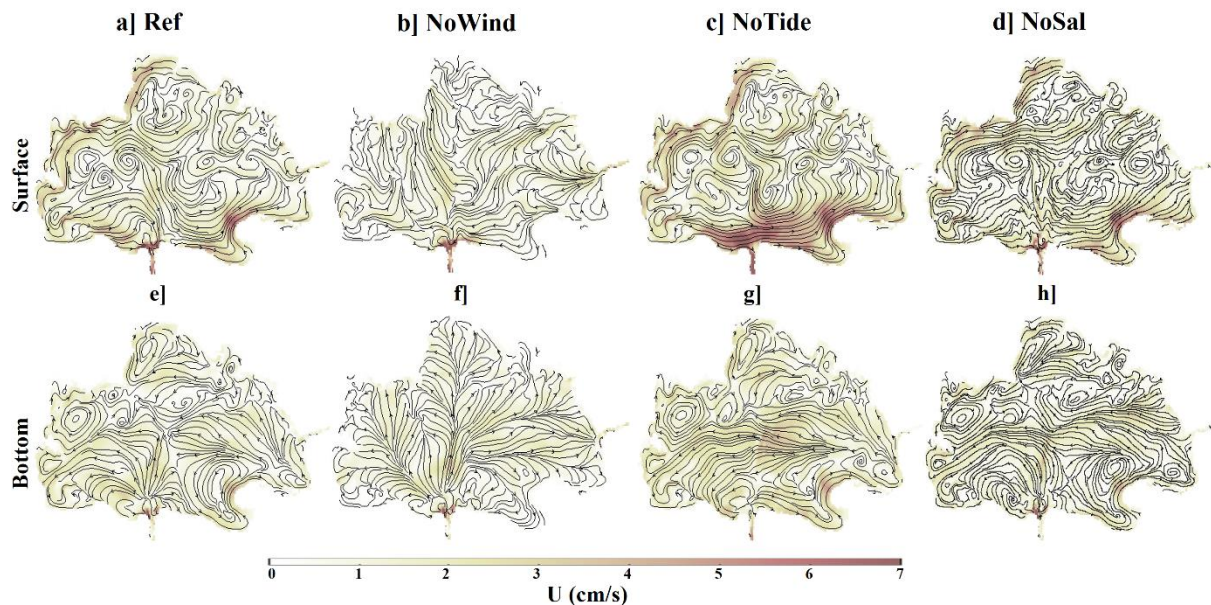 a] Ref b] NoWind c] NoTide d] NoSal
Surface
e] f] g] h]
Bottom
0 1 2 3 4 5 6 7
U (cm/s)